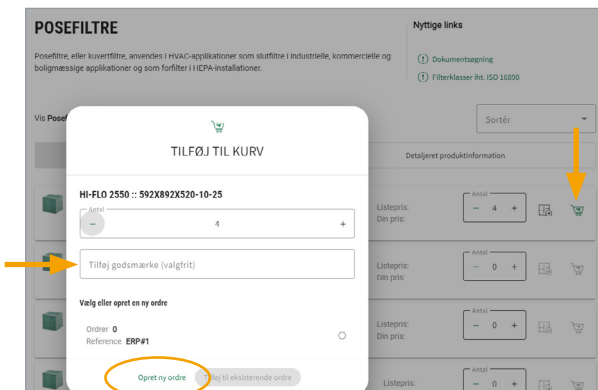 POSEFILTRE
Nyttige links
Posefiltre, eller kuvertfiltre, anvendes i HVAC-applikationer som slutfiltre i industrielle, kommercielle og
boligmæssige applikationer og som forfilter i HEPA-installationer.
Dokumentsøgning
Filterklasser iht. ISO 16890
Vis Posef
Sortér
TILFØJ TIL KURV
Detaljeret produktinformation
HI-FLO 2550 :: 592X892X520-10-25
Antal
− 4 +
Listepris:
Din pris:
Antal
− 4 +
Tilføj godsmærke (valgfrit)
Listepris:
Din pris:
Antal
− 0 +
Vælg eller opret en ny ordre
Ordrer 0
Reference ERP#1
Listepris:
Din pris:
Antal
− 0 +
Opret ny ordre
Tilføj til eksisterende ordre
Listepris:
Antal
− 0 +